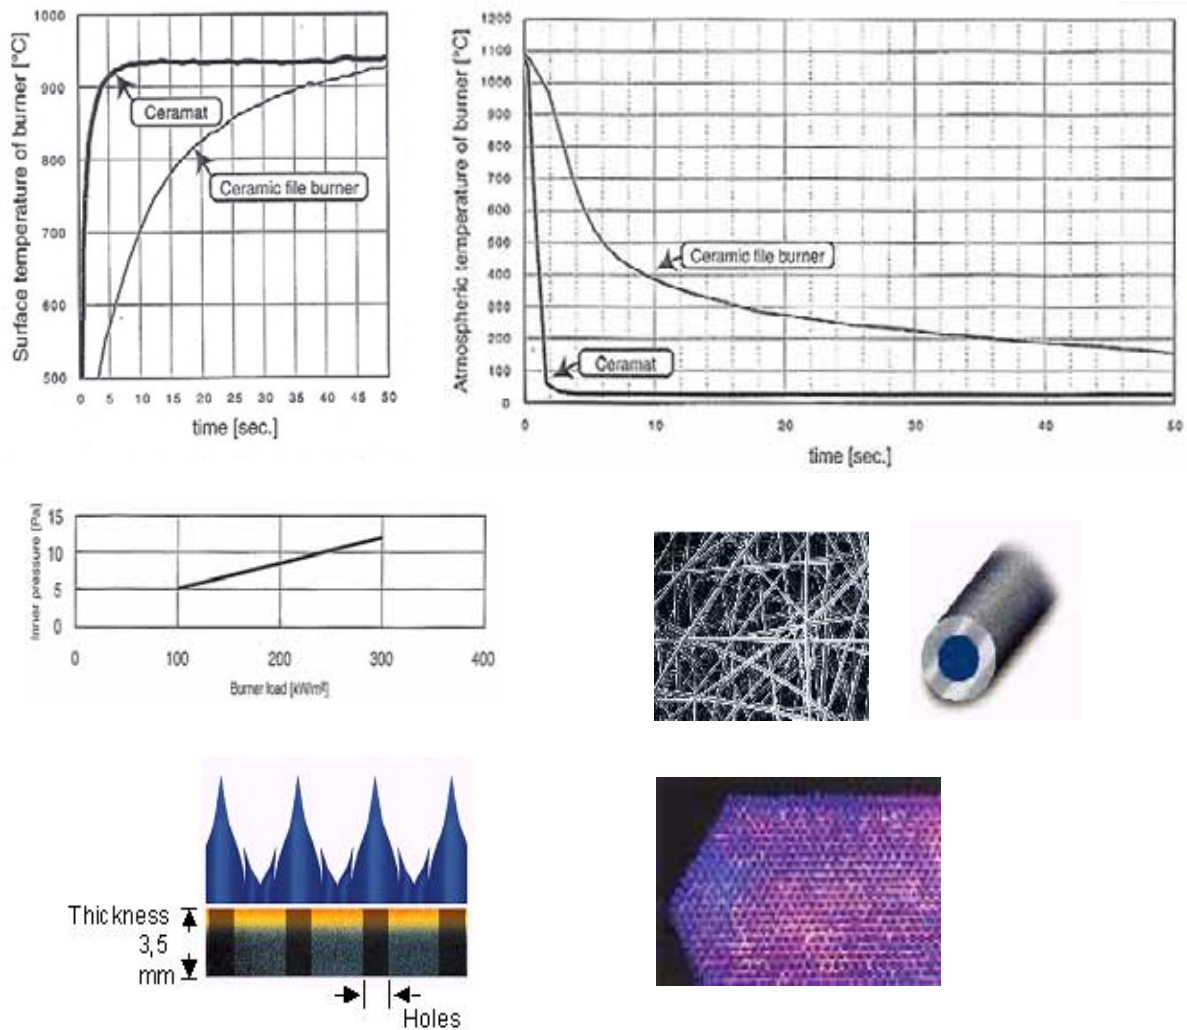 Surface temperature of burner [°C]
1000
900
800
700
600
500
Ceramat
Ceramic file burner
0 5 10 15 20 25 30 35 40 45 50
time [sec.]
Atmospheric temperature of burner [°C]
1200
1100
1000
900
800
700
600
500
400
300
200
100
0
Ceramic file burner
Ceramat
0 10 20 30 40 50
time [sec.]
Inner pressure [Pa]
15
10
5
0
0 100 200 300 400
Burner load [kW/m²]
Thickness
3,5
mm
Holes